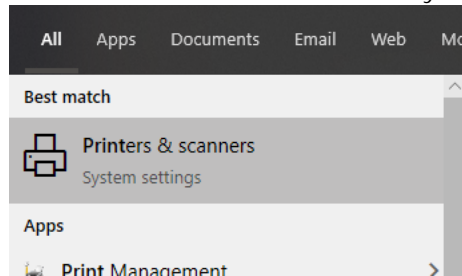 All Apps Documents Email Web
Best match
Printers & scanners
System settings
Apps
Print Management